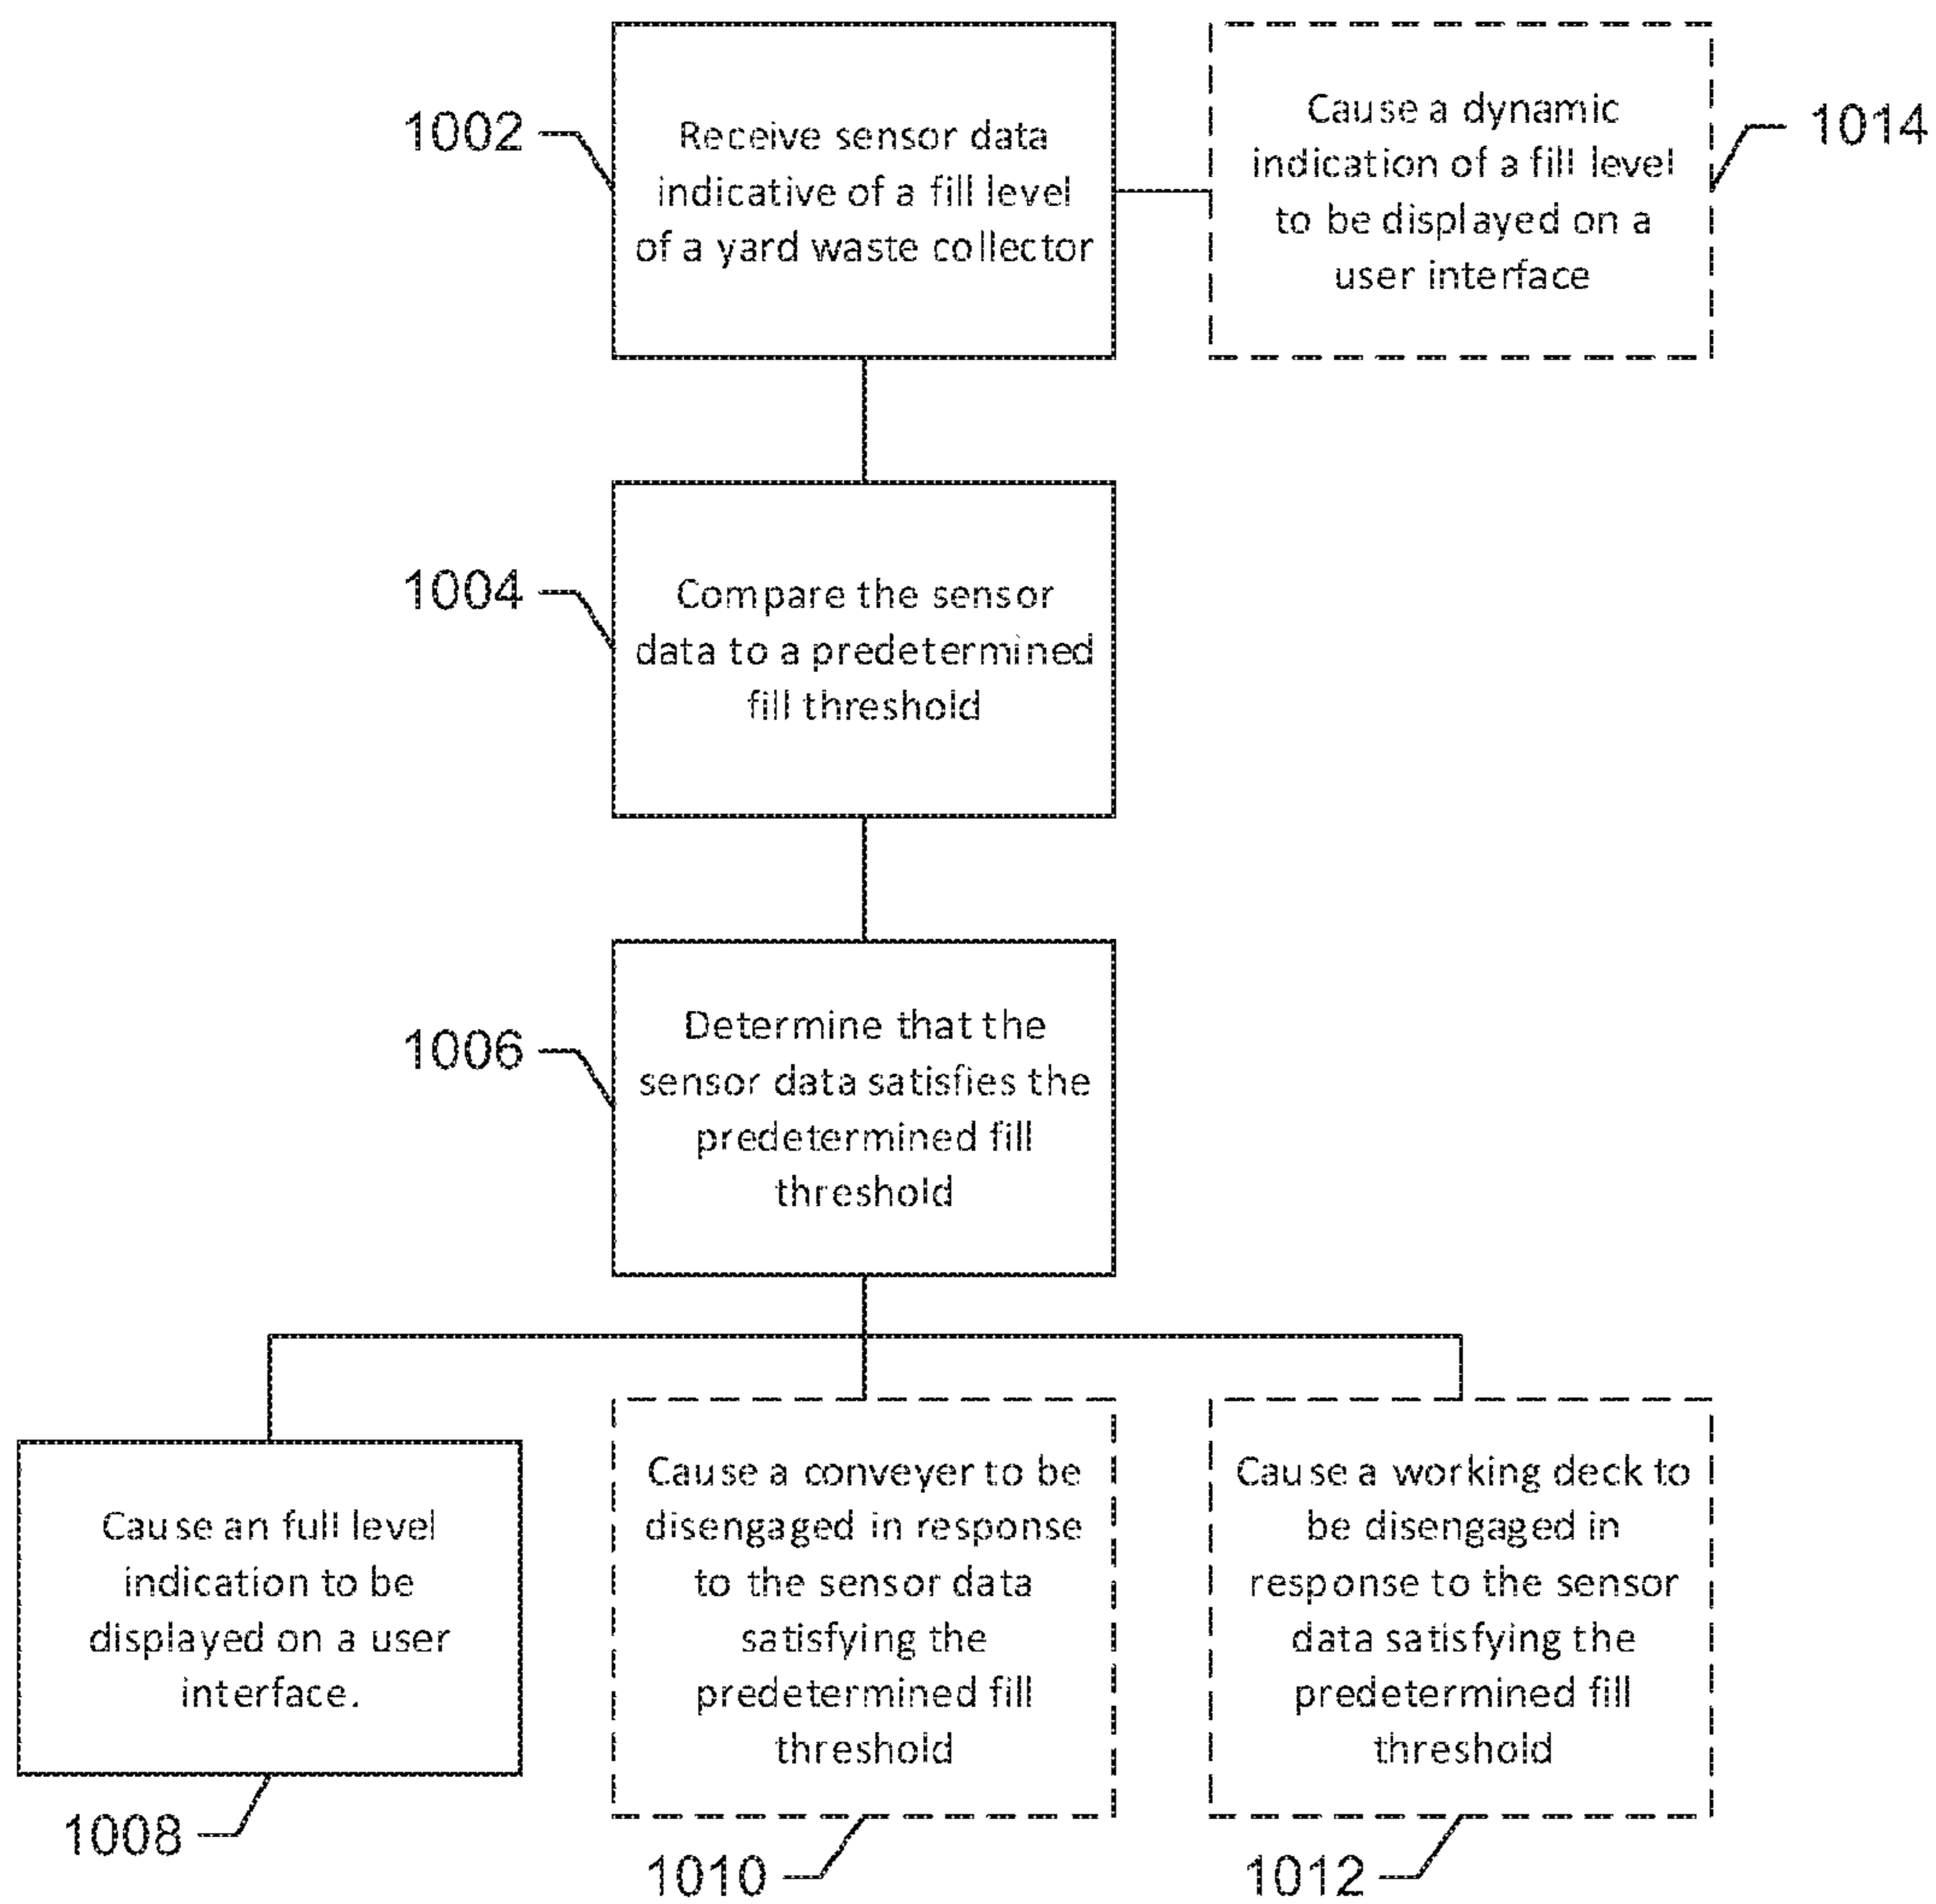 1002
Receive sensor data
indicative of a fill level
of a yard waste collector
Cause a dynamic
indication of a fill level
to be displayed on a
user interface
1014
1004
Compare the sensor
data to a predetermined
fill threshold
1006
Determine that the
sensor data satisfies the
predetermined fill
threshold
Cause an full level
indication to be
displayed on a user
interface.
1008
Cause a conveyer to be
disengaged in response
to the sensor data
satisfying the
predetermined fill
threshold
1010
Cause a working deck to
be disengaged in
response to the sensor
data satisfying the
predetermined fill
threshold
1012